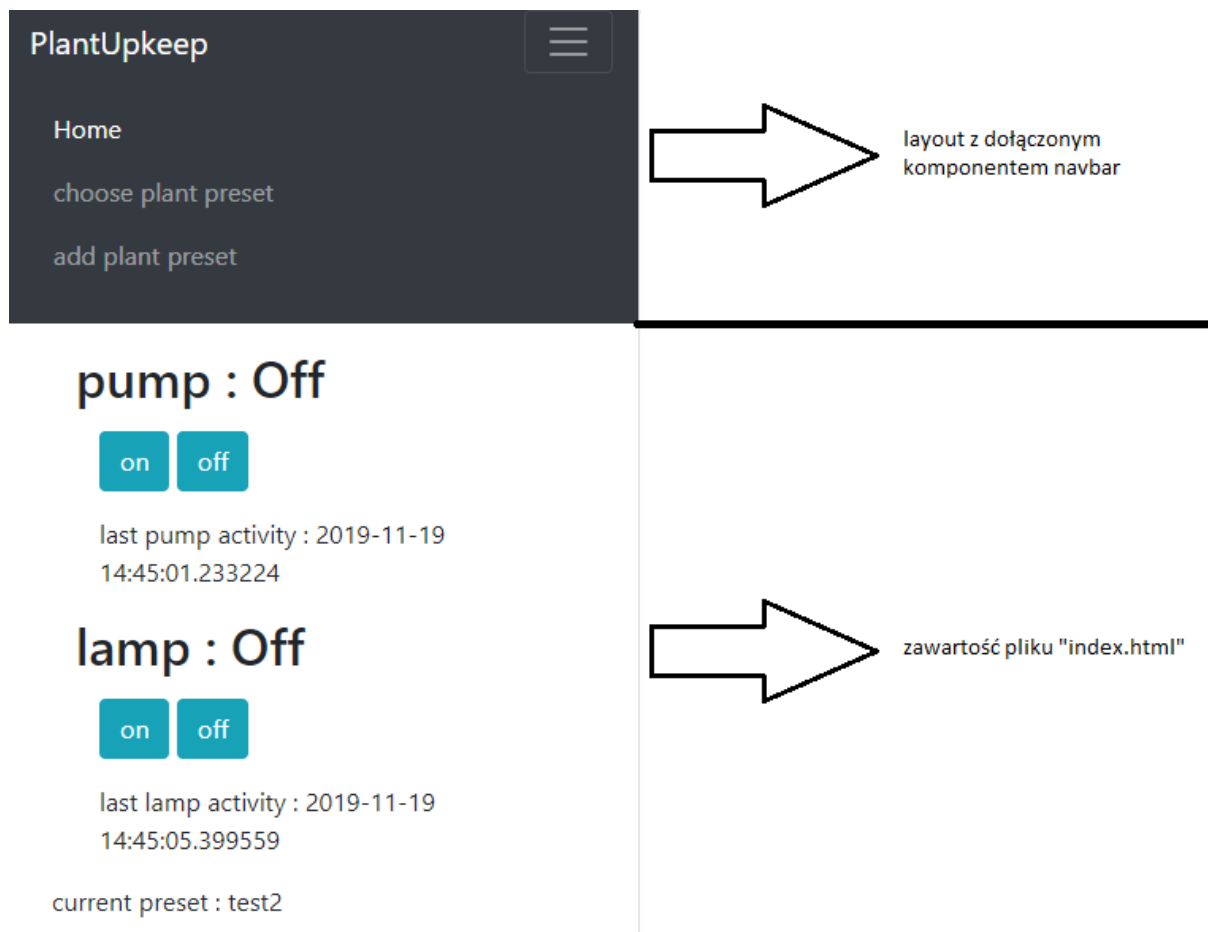 PlantUpkeep
Home
choose plant preset
add plant preset
layout z dołączonym
komponentem navbar
pump : Off
on off
last pump activity : 2019-11-19
14:45:01.233224
lamp : Off
on off
last lamp activity : 2019-11-19
14:45:05.399559
current preset : test2
zawartość pliku "index.html"